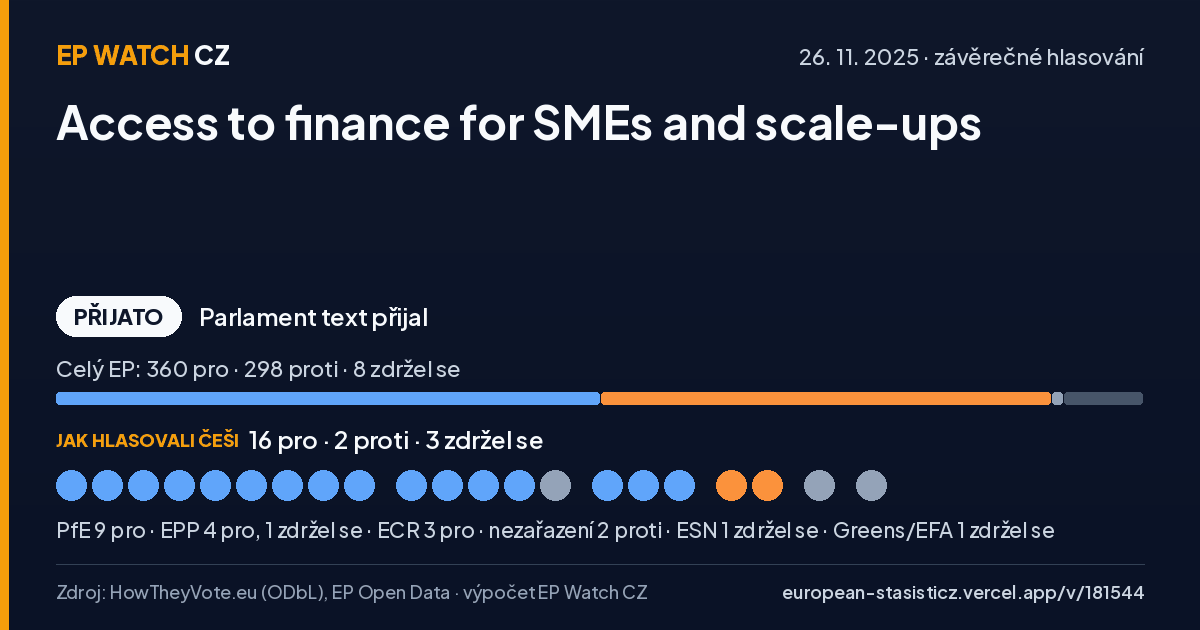 EP WATCH CZ
26. 11. 2025 · závěrečné hlasování
Access to finance for SMEs and scale-ups
PŘIJATO Parlament text přijal
Celý EP: 360 pro · 298 proti · 8 zdržel se
JAK HLASOVALI ČEŠI 16 pro · 2 proti · 3 zdržel se
PfE 9 pro · EPP 4 pro, 1 zdržel se · ECR 3 pro · nezařazení 2 proti · ESN 1 zdržel se · Greens/EFA 1 zdržel se
Zdroj: HowTheyVote.eu (ODbL), EP Open Data · výpočet EP Watch CZ
european-stasisticz.vercel.app/v/181544